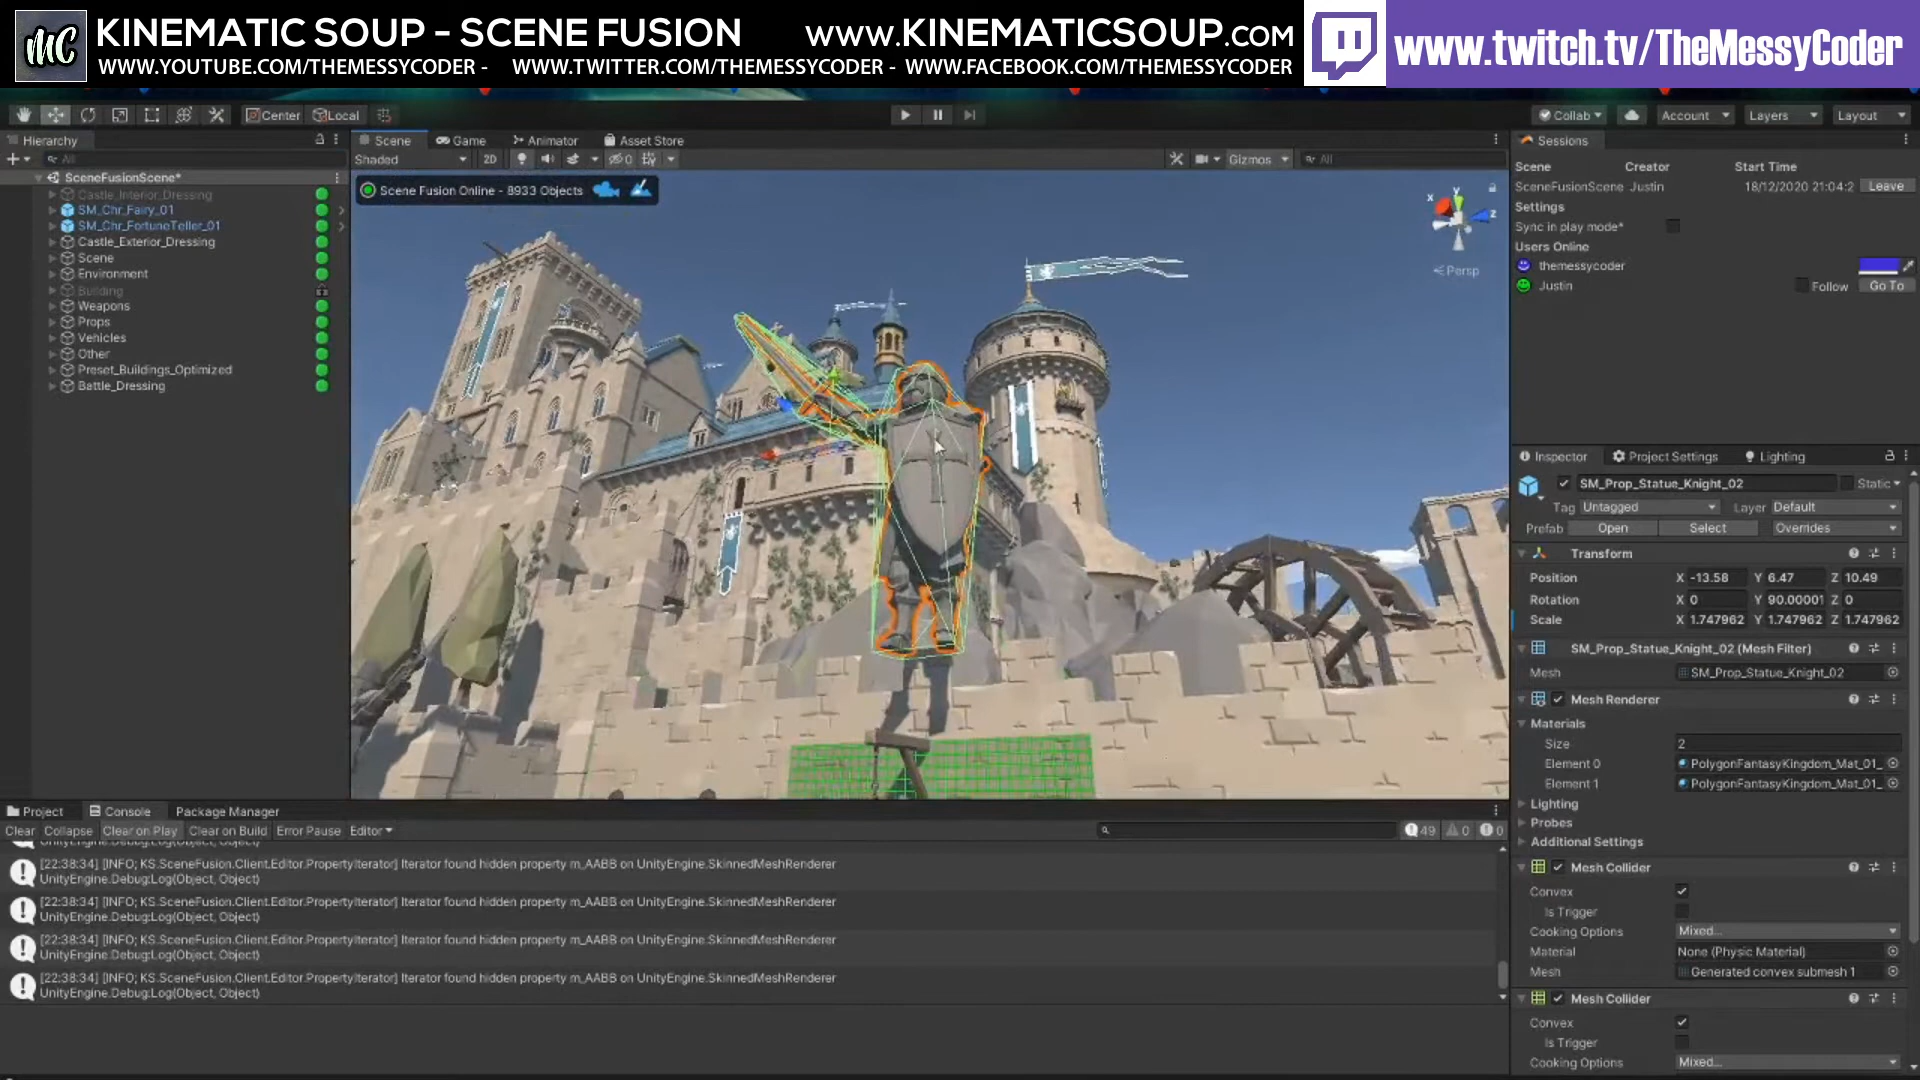 MC
KINEMATIC SOUP - SCENE FUSION
www.KINEMATICSOUP.com
WWW.YOUTUBE.COM/THEMESSYCODER - WWW.TWITTER.COM/THEMESSYCODER - WWW.FACEBOOK.COM/THEMESSYCODER
www.twitch.tv/TheMessyCoder
Center
Local
Collab
Account
Layers
Layout
Hierarchy
All
SceneFusionScene*
Castle_Interior_Dressing
SM_Chr_Fairy_01
SM_Chr_FortuneTeller_01
Castle_Exterior_Dressing
Scene
Environment
Building
Weapons
Props
Vehicles
Other
Preset_Buildings_Optimized
Battle_Dressing
Scene
Game
Animator
Asset Store
Shaded
2D
0
Gizmos
All
Scene Fusion Online - 8933 Objects
x
Y
z
Persp
Sessions
Scene Creator Start Time
SceneFusionScene Justin 18/12/2020 21:04:2 Leave
Settings
Sync in play mode*
Users Online
themessycoder
Justin
Follow
Go To
Inspector
Project Settings
Lighting
SM_Prop_Statue_Knight_02
Static
Tag Untagged
Layer Default
Prefab Open Select Overrides
Transform
Position X -13.58 Y 6.47 Z 10.49
Rotation X 0 Y 90.00001 Z 0
Scale X 1.747962 Y 1.747962 Z 1.747962
SM_Prop_Statue_Knight_02 (Mesh Filter)
Mesh SM_Prop_Statue_Knight_02
Mesh Renderer
Materials
Size 2
Element 0 PolygonFantasyKingdom_Mat_01_
Element 1 PolygonFantasyKingdom_Mat_01_
Lighting
Probes
Additional Settings
Mesh Collider
Convex
Is Trigger
Cooking Options Mixed...
Material None (Physic Material)
Mesh Generated convex submesh 1
Mesh Collider
Convex
Is Trigger
Cooking Options Mixed...
Project
Console
Package Manager
Clear
Collapse
Clear on Play
Clear on Build
Error Pause
Editor
49
0
0
UnityEngine.Debug:Log(Object, Object)
[22:38:34] [INFO; KS.SceneFusion.Client.Editor.PropertyIterator] Iterator found hidden property m_AABB on UnityEngine.SkinnedMeshRenderer
UnityEngine.Debug:Log(Object, Object)
[22:38:34] [INFO; KS.SceneFusion.Client.Editor.PropertyIterator] Iterator found hidden property m_AABB on UnityEngine.SkinnedMeshRenderer
UnityEngine.Debug:Log(Object, Object)
[22:38:34] [INFO; KS.SceneFusion.Client.Editor.PropertyIterator] Iterator found hidden property m_AABB on UnityEngine.SkinnedMeshRenderer
UnityEngine.Debug:Log(Object, Object)
[22:38:34] [INFO; KS.SceneFusion.Client.Editor.PropertyIterator] Iterator found hidden property m_AABB on UnityEngine.SkinnedMeshRenderer
UnityEngine.Debug:Log(Object, Object)